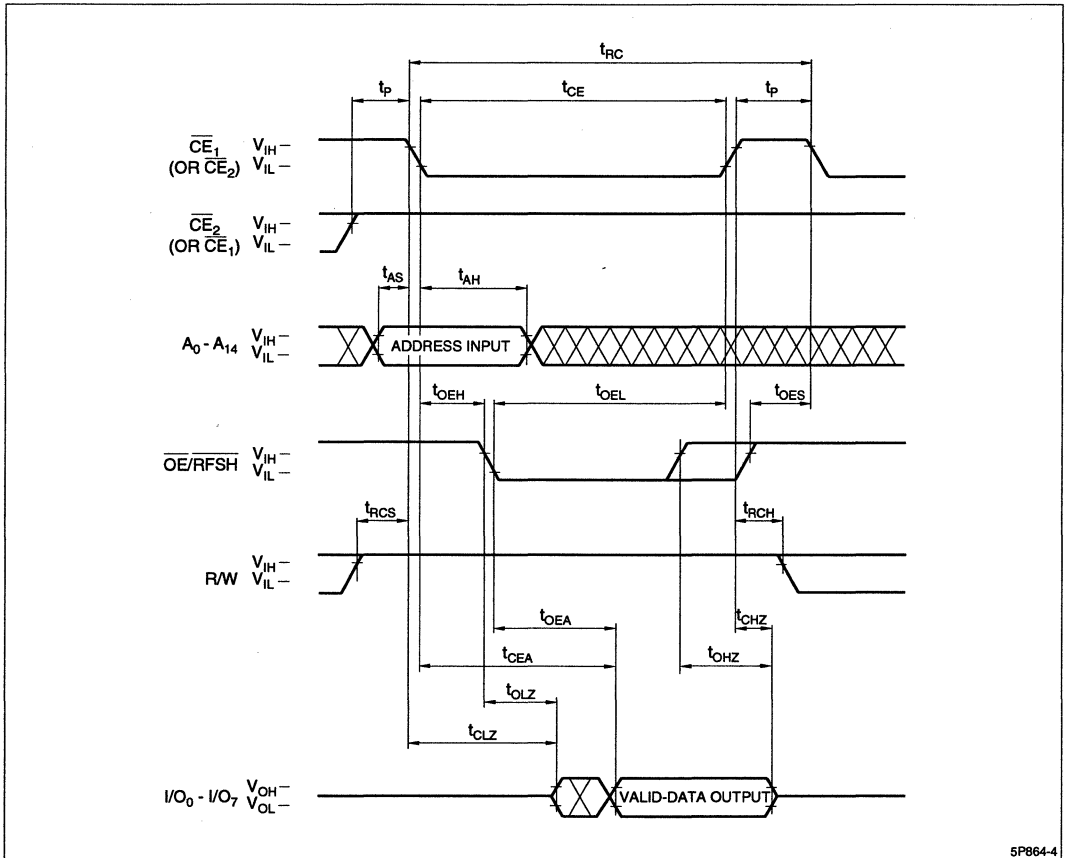 tRC
tP tCE tP
CE1 VIH
(OR CE2) VIL
CE2 VIH
(OR CE1) VIL
tAS tAH
A0 - A14 VIH
VIL
ADDRESS INPUT
tOEH tOEL tOES
OE/RFSH VIH
VIL
tRCS tRCH
R/W VIH
VIL
tOEA tCHZ
tCEA tOHZ
tOLZ
tCLZ
I/O0 - I/O7 VOH
VOL
VALID-DATA OUTPUT
5P864-4